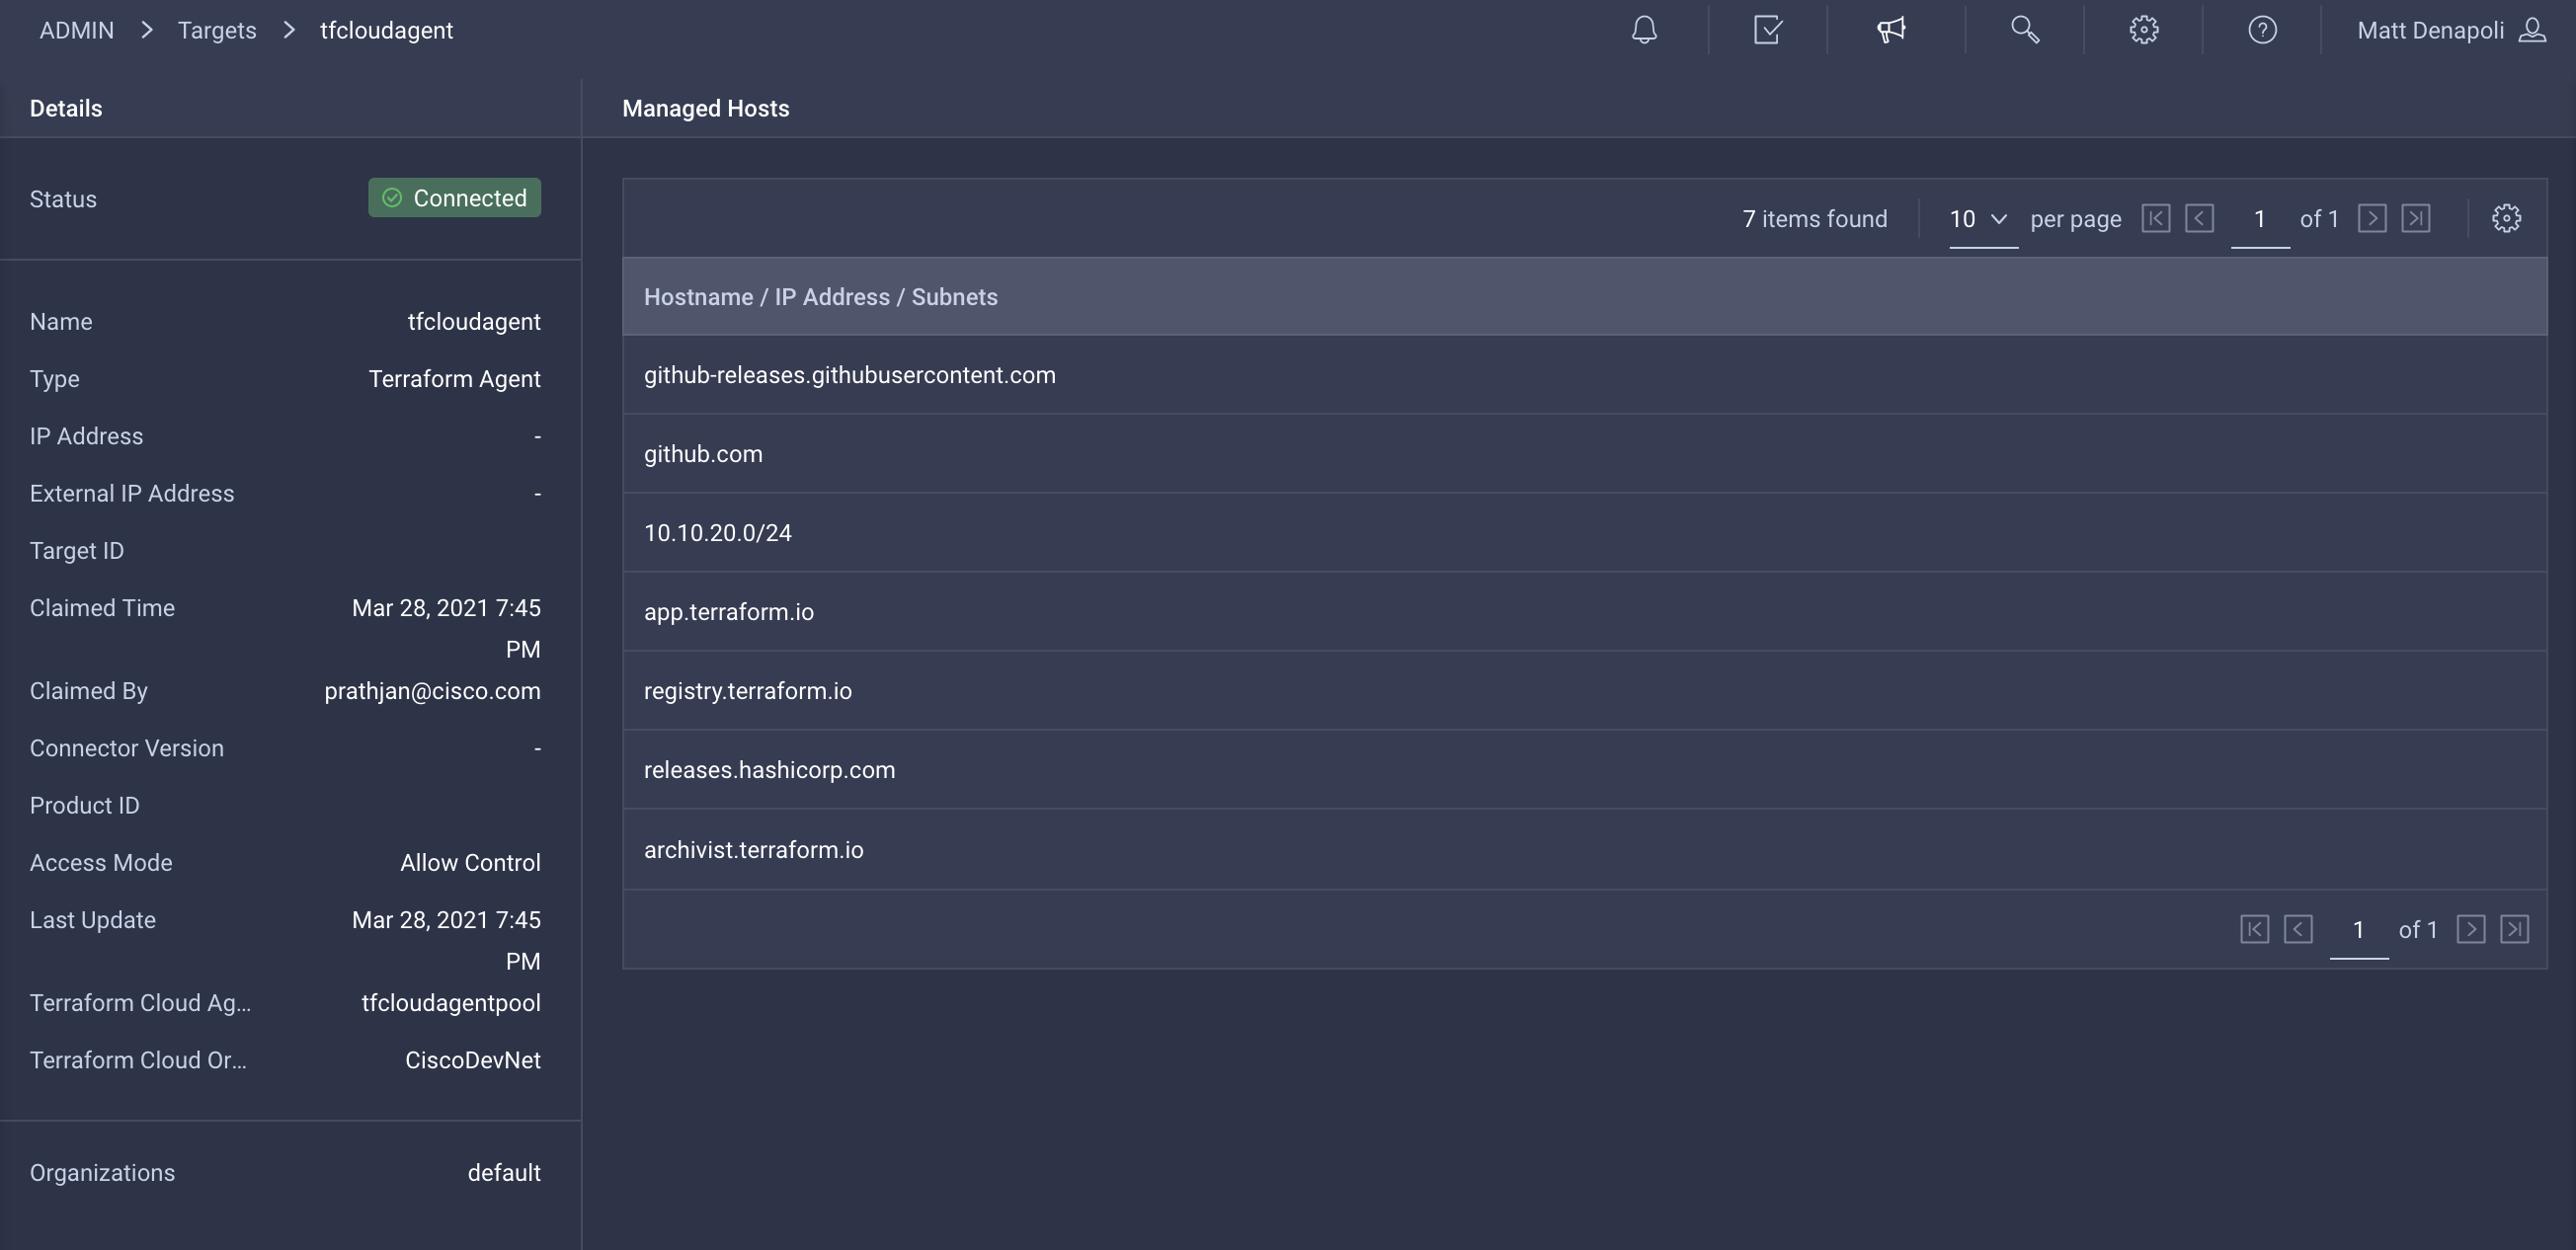 ADMIN > Targets > tfcloudagent
Matt Denapoli
Details
Status Connected
Name tfcloudagent
Type Terraform Agent
IP Address -
External IP Address -
Target ID
Claimed Time Mar 28, 2021 7:45
PM
Claimed By prathjan@cisco.com
Connector Version -
Product ID
Access Mode Allow Control
Last Update Mar 28, 2021 7:45
PM
Terraform Cloud Ag... tfcloudagentpool
Terraform Cloud Or... CiscoDevNet
Organizations default
Managed Hosts
7 items found 10 per page 1 of 1
Hostname / IP Address / Subnets
github-releases.githubusercontent.com
github.com
10.10.20.0/24
app.terraform.io
registry.terraform.io
releases.hashicorp.com
archivist.terraform.io
1 of 1